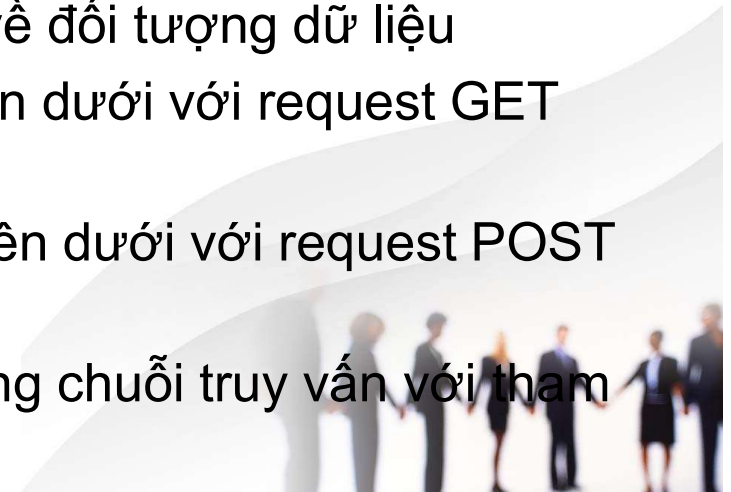 về đối tượng dữ liệu
n dưới với request GET
ên dưới với request POST
ng chuỗi truy vấn với tham